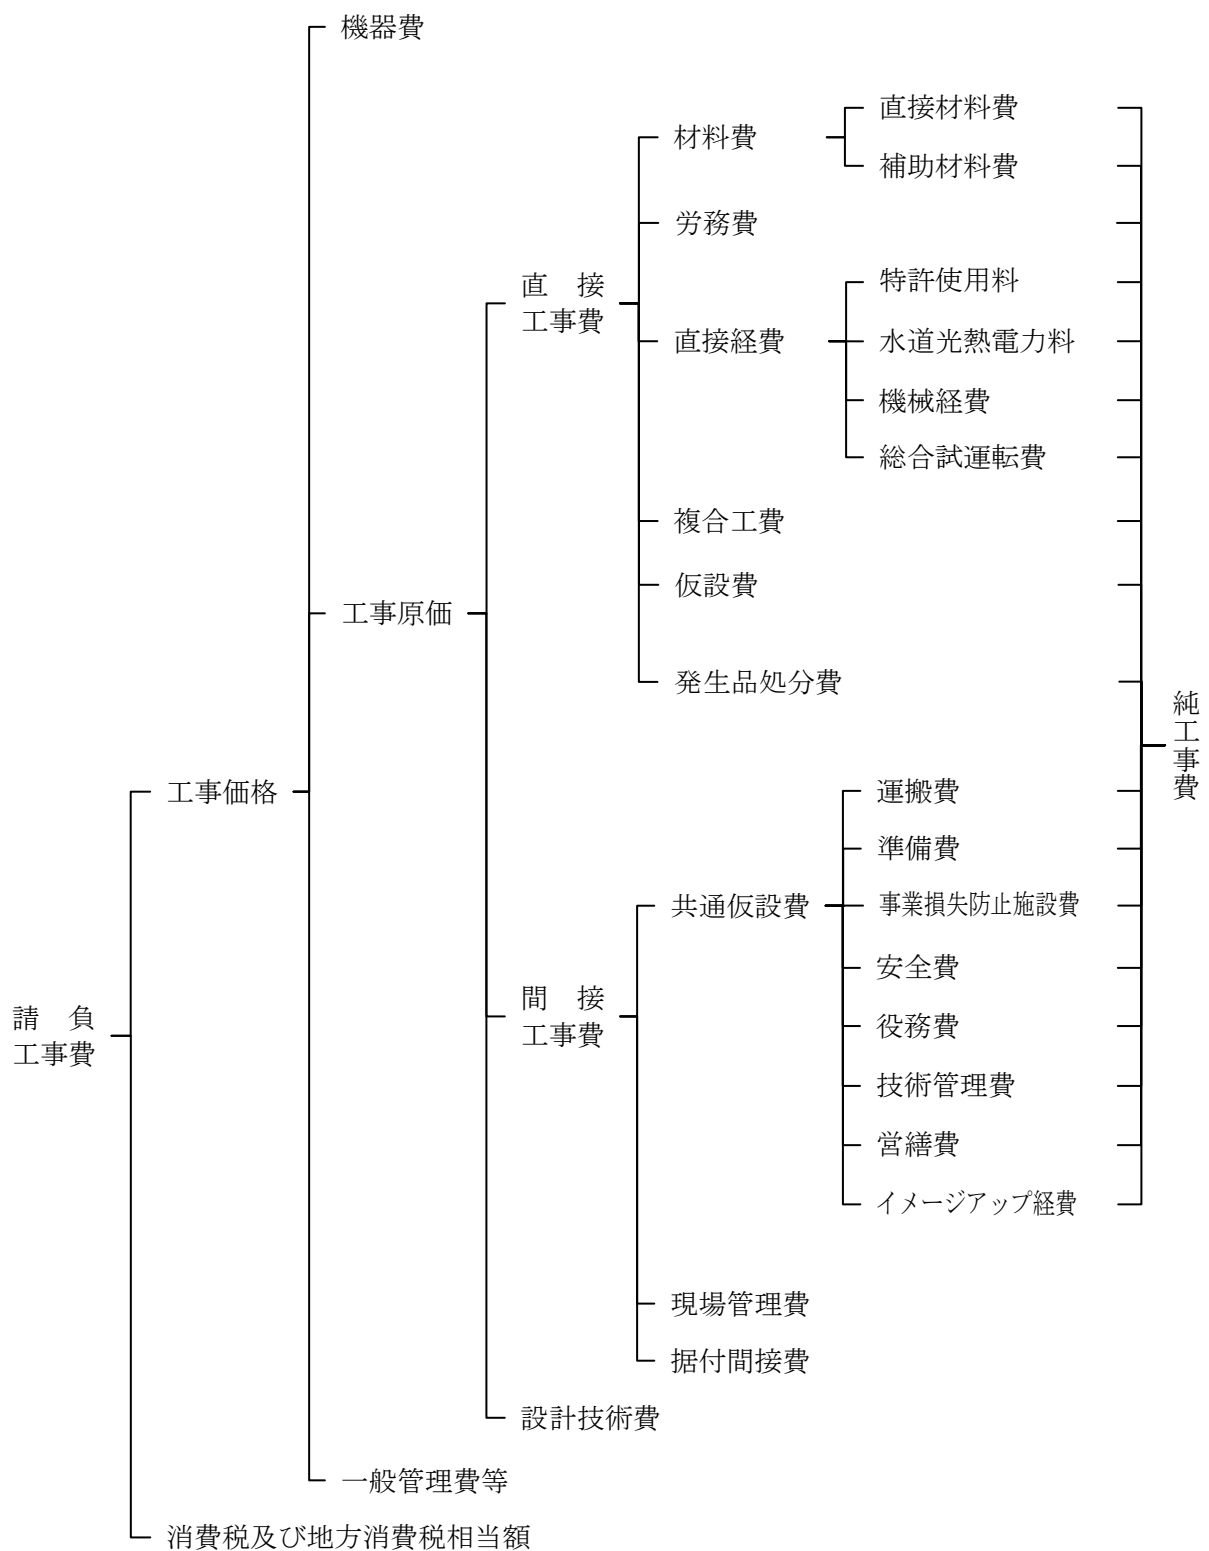 機器費
直接材料費
材料費
補助材料費
労務費
特許使用料
直　接
工事費
直接経費
水道光熱電力料
機械経費
総合試運転費
複合工費
仮設費
工事原価
発生品処分費
純工事費
工事価格
運搬費
準備費
共通仮設費
事業損失防止施設費
安全費
間　接
工事費
役務費
請　負
工事費
技術管理費
営繕費
イメージアップ経費
現場管理費
据付間接費
設計技術費
一般管理費等
消費税及び地方消費税相当額